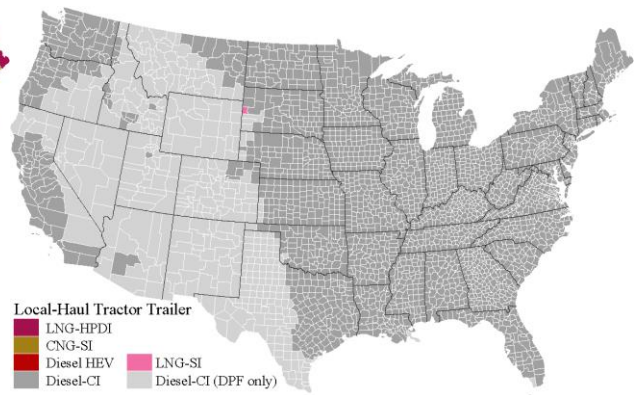 Local-Haul Tractor Trailer
LNG-HPDI
CNG-SI
Diesel HEV
LNG-SI
Diesel-CI
Diesel-CI (DPF only)